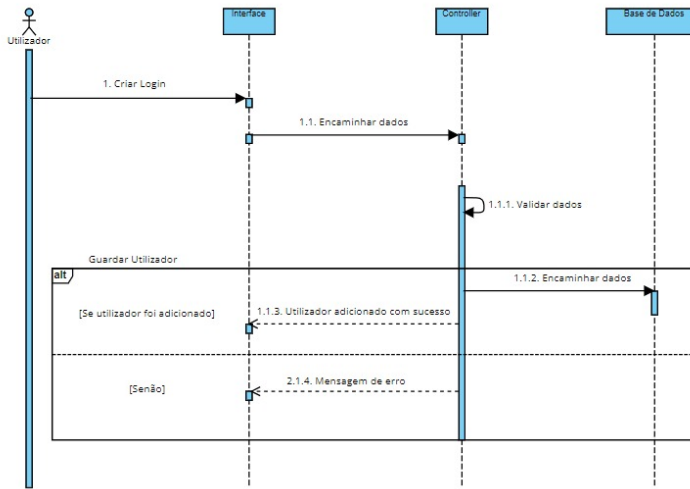 Utilizador
Interface
Controller
Base de Dados
1. Criar Login
1.1. Encaminhar dados
1.1.1. Validar dados
Guardar Utilizador
alt
1.1.2. Encaminhar dados
[Se utilizador foi adicionado]
1.1.3. Utilizador adicionado com sucesso
[Senão]
2.1.4. Mensagem de erro